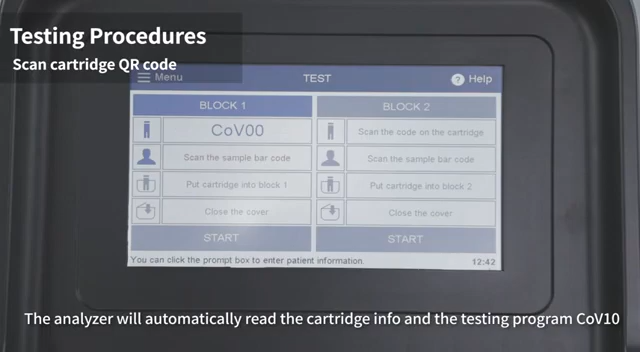 Testing Procedures
Scan cartridge QR code
Menu
TEST
? Help
BLOCK 1
BLOCK 2
CoV00
Scan the code on the cartridge
Scan the sample bar code
Scan the sample bar code
Put cartridge into block 1
Put cartridge into block 2
Close the cover
Close the cover
START
START
You can click the prompt box to enter patient information.
12:42
The analyzer will automatically read the cartridge info and the testing program CoV10